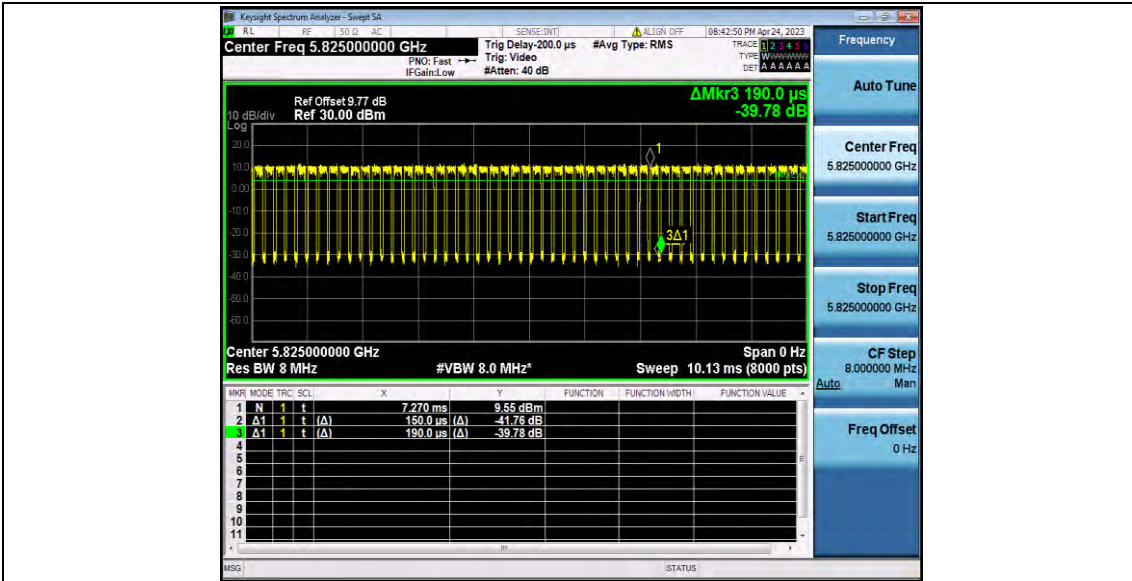 Keysight Spectrum Analyzer - Swept SA
RL RF 50 Ω AC SENSE:INT ALIGN OFF 08:42:50 PM Apr 24, 2023
Center Freq 5.825000000 GHz
PNO: Fast
IFGain:Low
Trig Delay-200.0 µs
Trig: Video
#Atten: 40 dB
#Avg Type: RMS
TRACE 1 2 3 4 5 6
TYPE WWWWWW
DET A A A A A A
Frequency
Auto Tune
Center Freq
5.825000000 GHz
Start Freq
5.825000000 GHz
Stop Freq
5.825000000 GHz
CF Step
8.000000 MHz
Auto Man
Freq Offset
0 Hz
ΔMkr3 190.0 µs
-39.78 dB
Ref Offset 9.77 dB
10 dB/div Ref 30.00 dBm
Log
20.0
10.0
0.00
-10.0
-20.0
-30.0
-40.0
-50.0
-60.0
1
3Δ1
Center 5.825000000 GHz Span 0 Hz
Res BW 8 MHz #VBW 8.0 MHz* Sweep 10.13 ms (8000 pts)
MKR MODE TRC SCL X Y FUNCTION FUNCTION WIDTH FUNCTION VALUE
1 N 1 t 7.270 ms 9.55 dBm
2 Δ1 1 t (Δ) 150.0 µs (Δ) -41.76 dB
3 Δ1 1 t (Δ) 190.0 µs (Δ) -39.78 dB
4
5
6
7
8
9
10
11
MSG STATUS